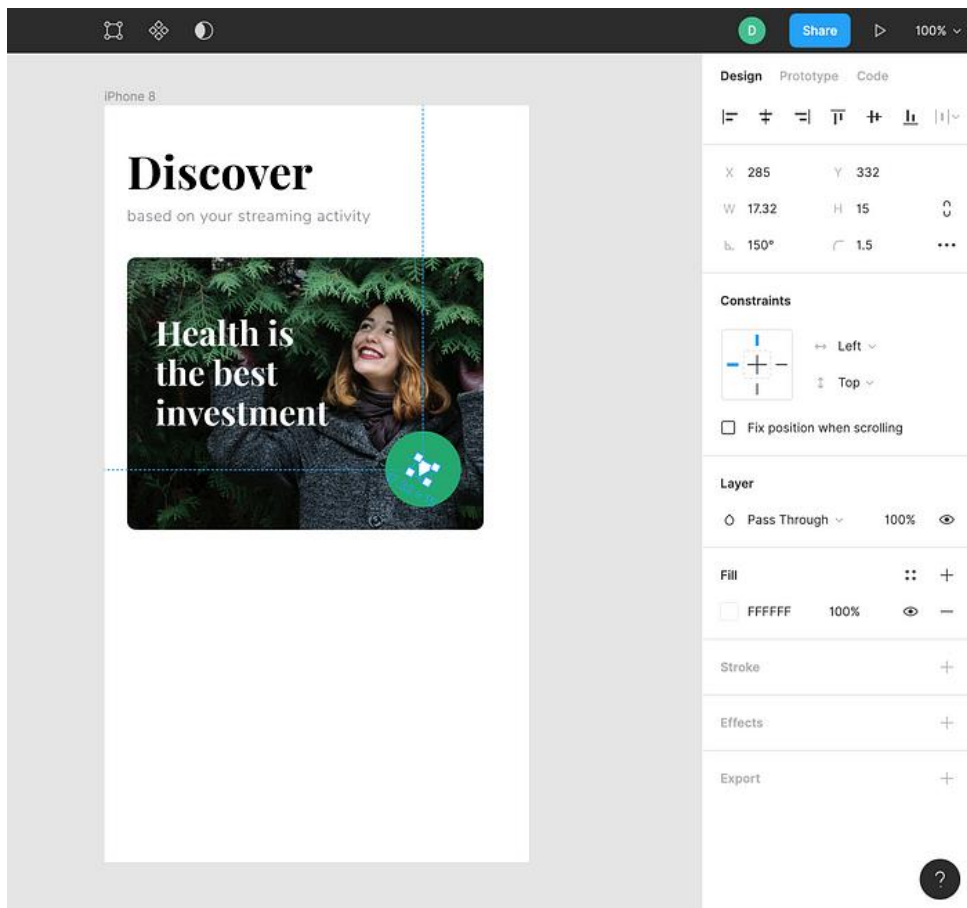 D Share 100%
Design Prototype Code
iPhone 8
Discover
based on your streaming activity
Health is
the best
investment
X 285 Y 332
W 17.32 H 15
150° 1.5
Constraints
Left
Top
Fix position when scrolling
Layer
Pass Through 100%
Fill
FFFFFF 100%
Stroke
Effects
Export
?